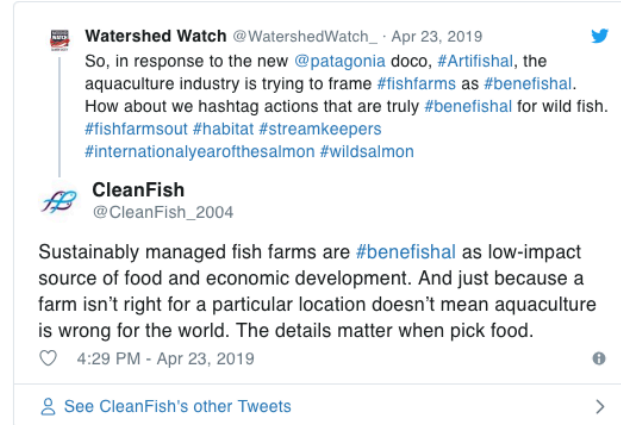 Watershed Watch @WatershedWatch_ · Apr 23, 2019
So, in response to the new @patagonia doco, #Artifishal, the
aquaculture industry is trying to frame #fishfarms as #benefishal.
How about we hashtag actions that are truly #benefishal for wild fish.
#fishfarmsout #habitat #streamkeepers
#internationalyearofthesalmon #wildsalmon
CleanFish
@CleanFish_2004
Sustainably managed fish farms are #benefishal as low-impact
source of food and economic development. And just because a
farm isn’t right for a particular location doesn’t mean aquaculture
is wrong for the world. The details matter when pick food.
4:29 PM - Apr 23, 2019
See CleanFish's other Tweets